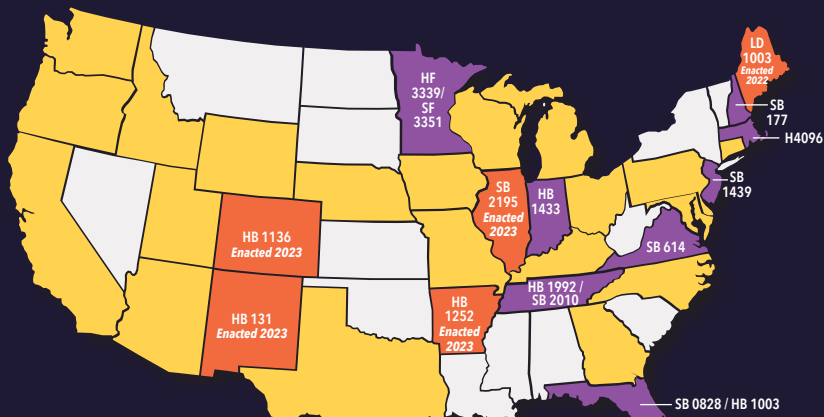 HF
3339/
SF
3351
LD
1003
Enacted
2022
SB
177
H4096
SB
1439
SB
2195
Enacted
2023
HB
1433
SB 614
HB 1136
Enacted 2023
HB 1992 /
SB 2010
HB 131
Enacted 2023
HB
1252
Enacted
2023
SB 0828 / HB 1003